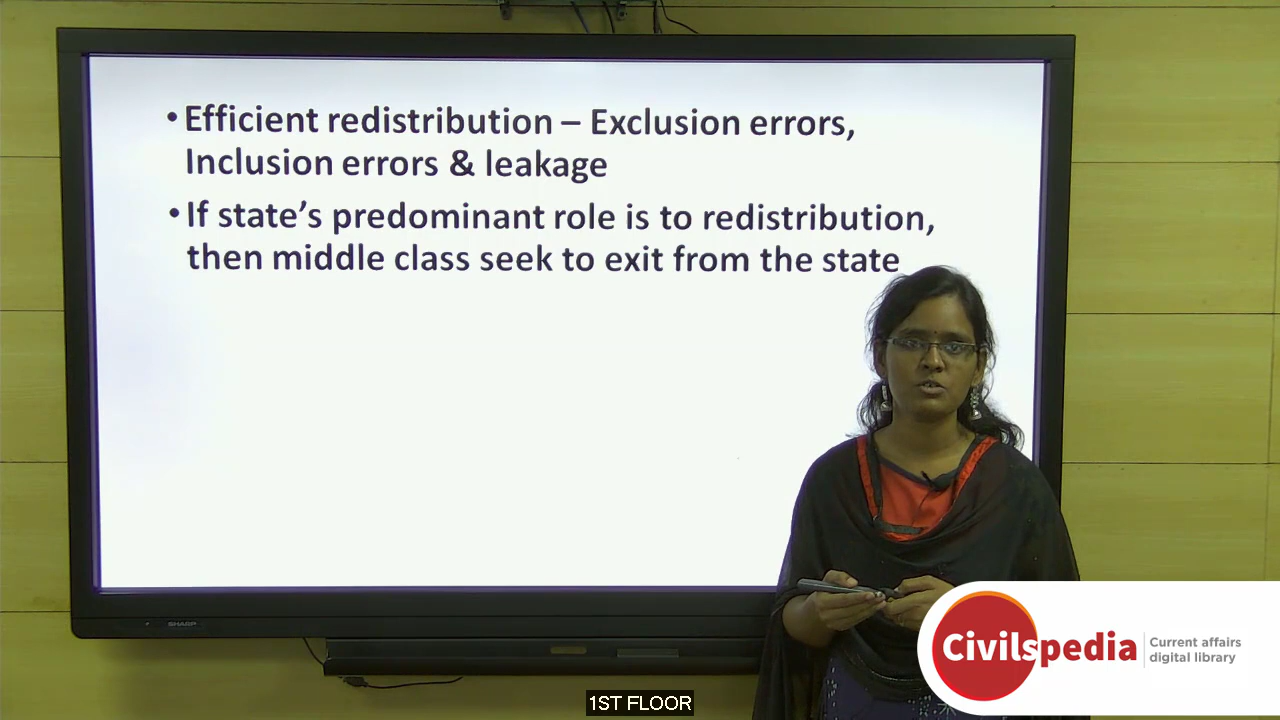 •Efficient redistribution – Exclusion errors,
Inclusion errors & leakage
•If state's predominant role is to redistribution,
then middle class seek to exit from the state
SHARP
Civilspedia
Current affairs
digital library
1ST FLOOR